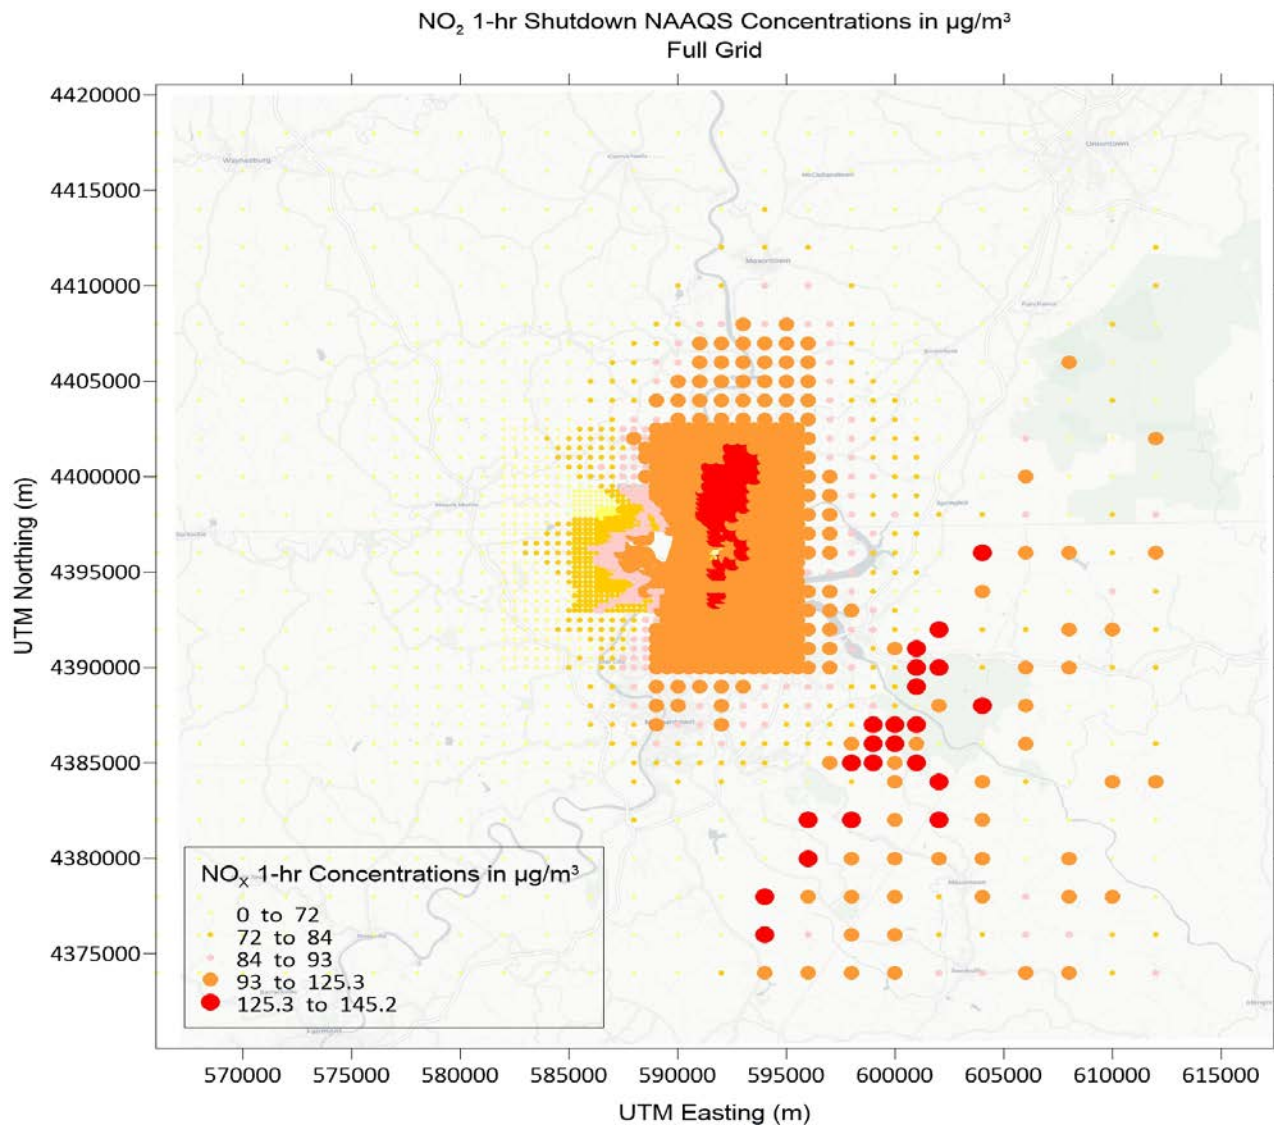 NO₂ 1-hr Shutdown NAAQS Concentrations in µg/m³
Full Grid
4420000
4415000
4410000
4405000
4400000
4395000
4390000
4385000
4380000
4375000
UTM Northing (m)
Waynesburg
Uniontown
Masontown
NOₓ 1-hr Concentrations in µg/m³
0 to 72
72 to 84
84 to 93
93 to 125.3
125.3 to 145.2
570000 575000 580000 585000 590000 595000 600000 605000 610000 615000
UTM Easting (m)